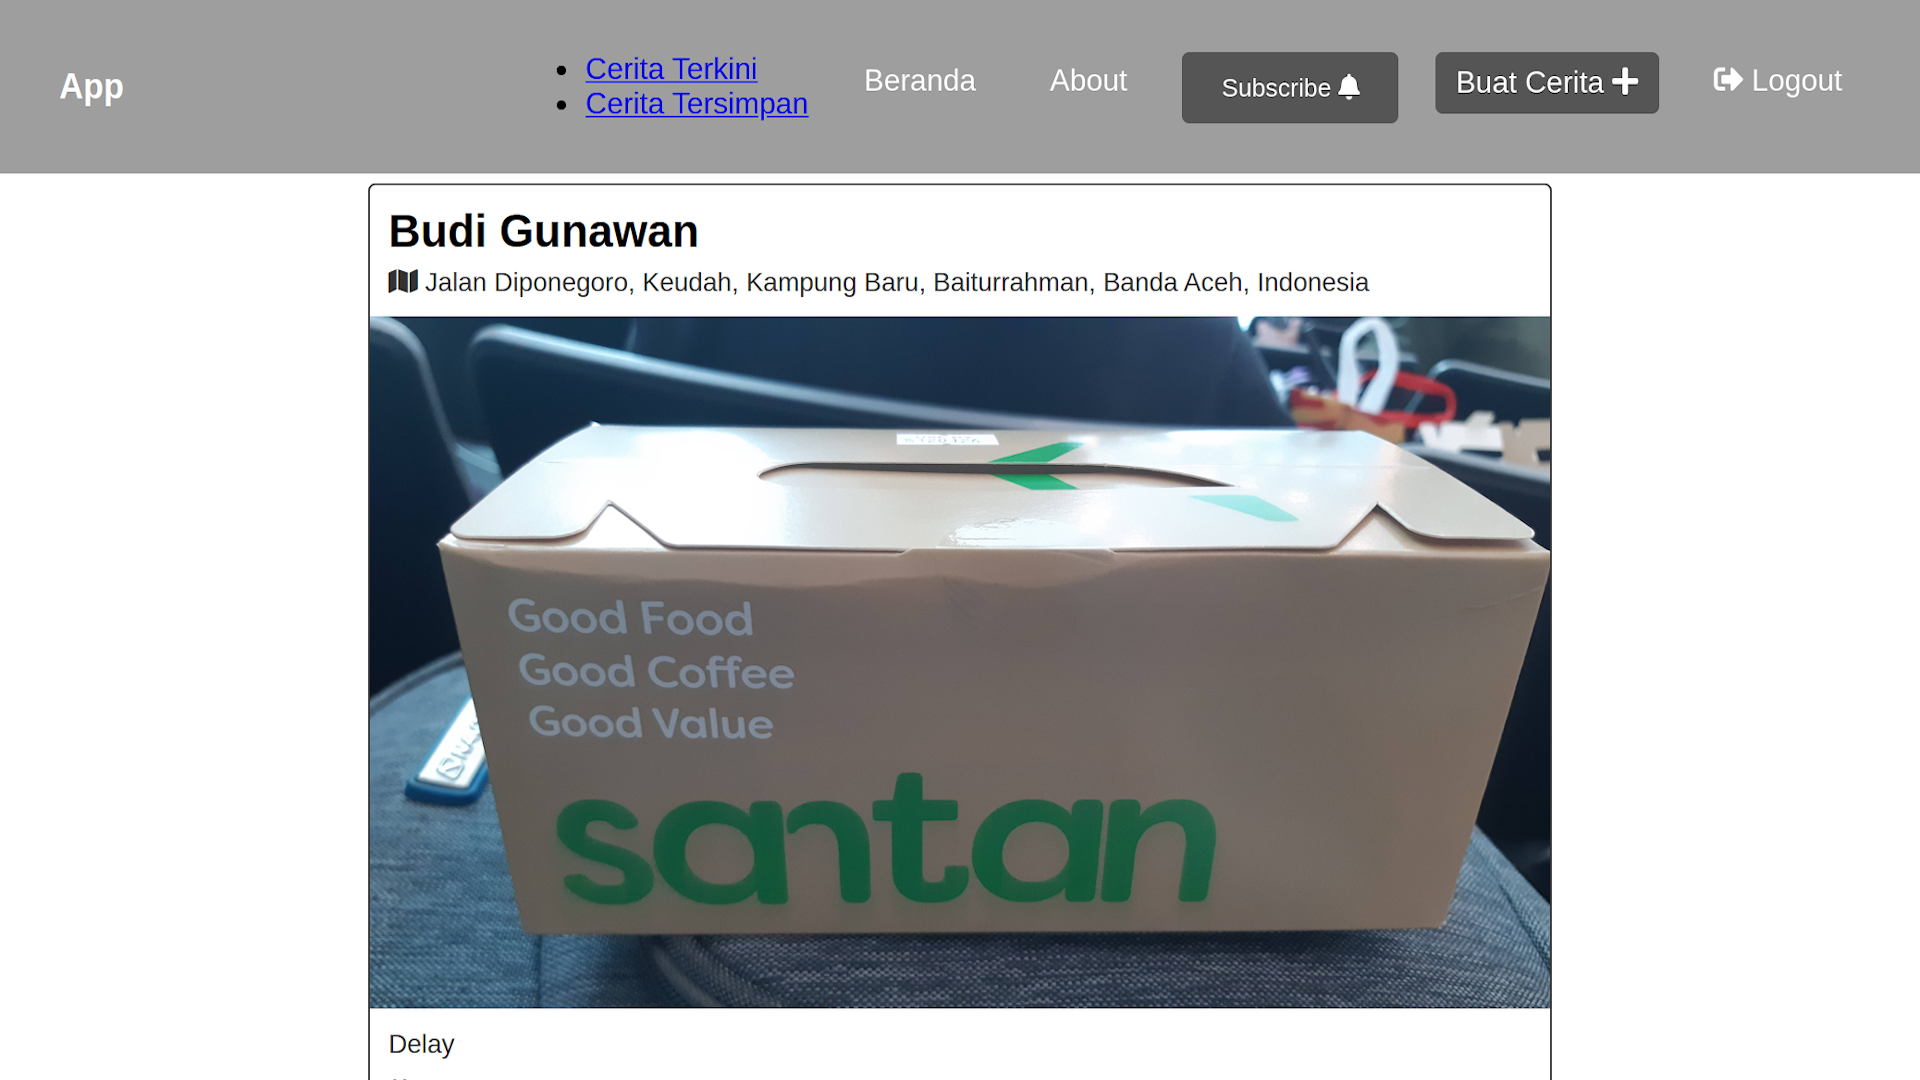 App
Cerita Terkini
Cerita Tersimpan
Beranda
About
Subscribe
Buat Cerita
Logout
Budi Gunawan
Jalan Diponegoro, Keudah, Kampung Baru, Baiturrahman, Banda Aceh, Indonesia
Good Food
Good Coffee
Good Value
santan
Delay